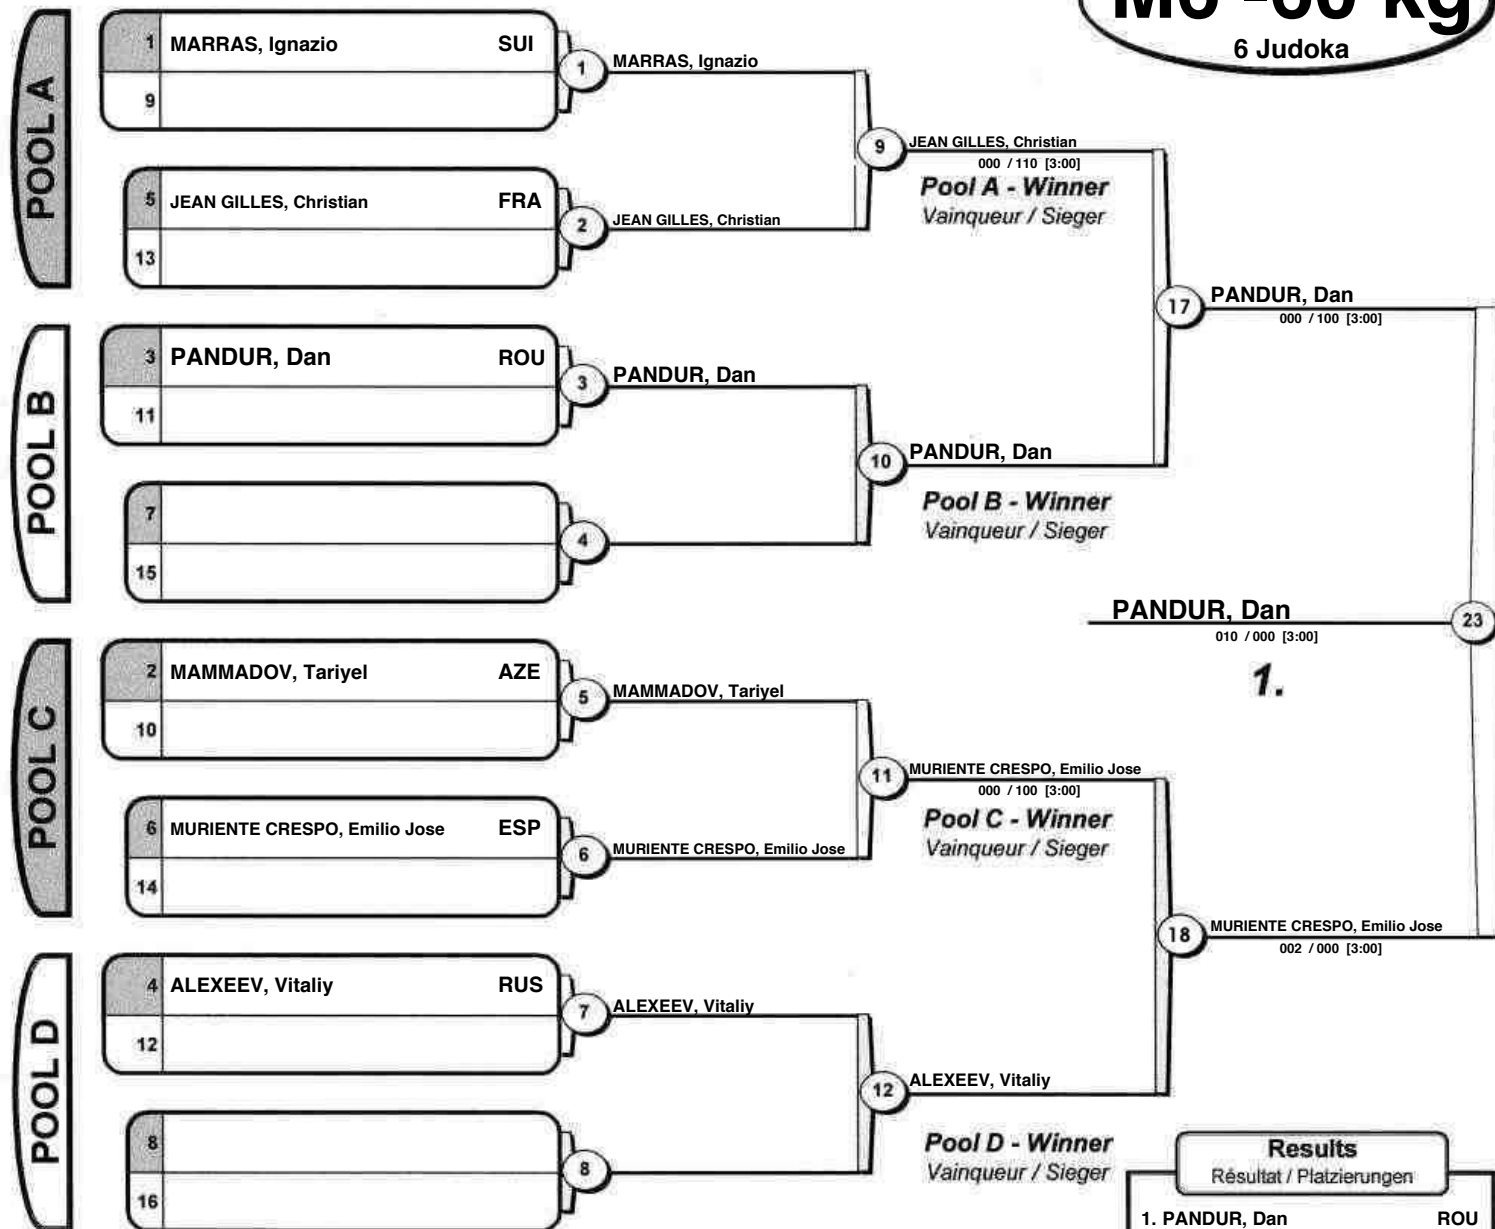 M6 -60 kg
6 Judoka
POOL A
1 MARRAS, Ignazio SUI
9
1 MARRAS, Ignazio
5 JEAN GILLES, Christian FRA
13
2 JEAN GILLES, Christian
9 JEAN GILLES, Christian
000 / 110 [3:00]
Pool A - Winner
Vainqueur / Sieger
POOL B
3 PANDUR, Dan ROU
11
3 PANDUR, Dan
7
15
4
10 PANDUR, Dan
Pool B - Winner
Vainqueur / Sieger
17 PANDUR, Dan
000 / 100 [3:00]
PANDUR, Dan 23
010 / 000 [3:00]
1.
POOL C
2 MAMMADOV, Tariyel AZE
10
5 MAMMADOV, Tariyel
6 MURIENTE CRESPO, Emilio Jose ESP
14
6 MURIENTE CRESPO, Emilio Jose
11 MURIENTE CRESPO, Emilio Jose
000 / 100 [3:00]
Pool C - Winner
Vainqueur / Sieger
18 MURIENTE CRESPO, Emilio Jose
002 / 000 [3:00]
POOL D
4 ALEXEEV, Vitaliy RUS
12
7 ALEXEEV, Vitaliy
8
16
8
12 ALEXEEV, Vitaliy
Pool D - Winner
Vainqueur / Sieger
Results
Résultat / Platzierungen
1. PANDUR, Dan ROU